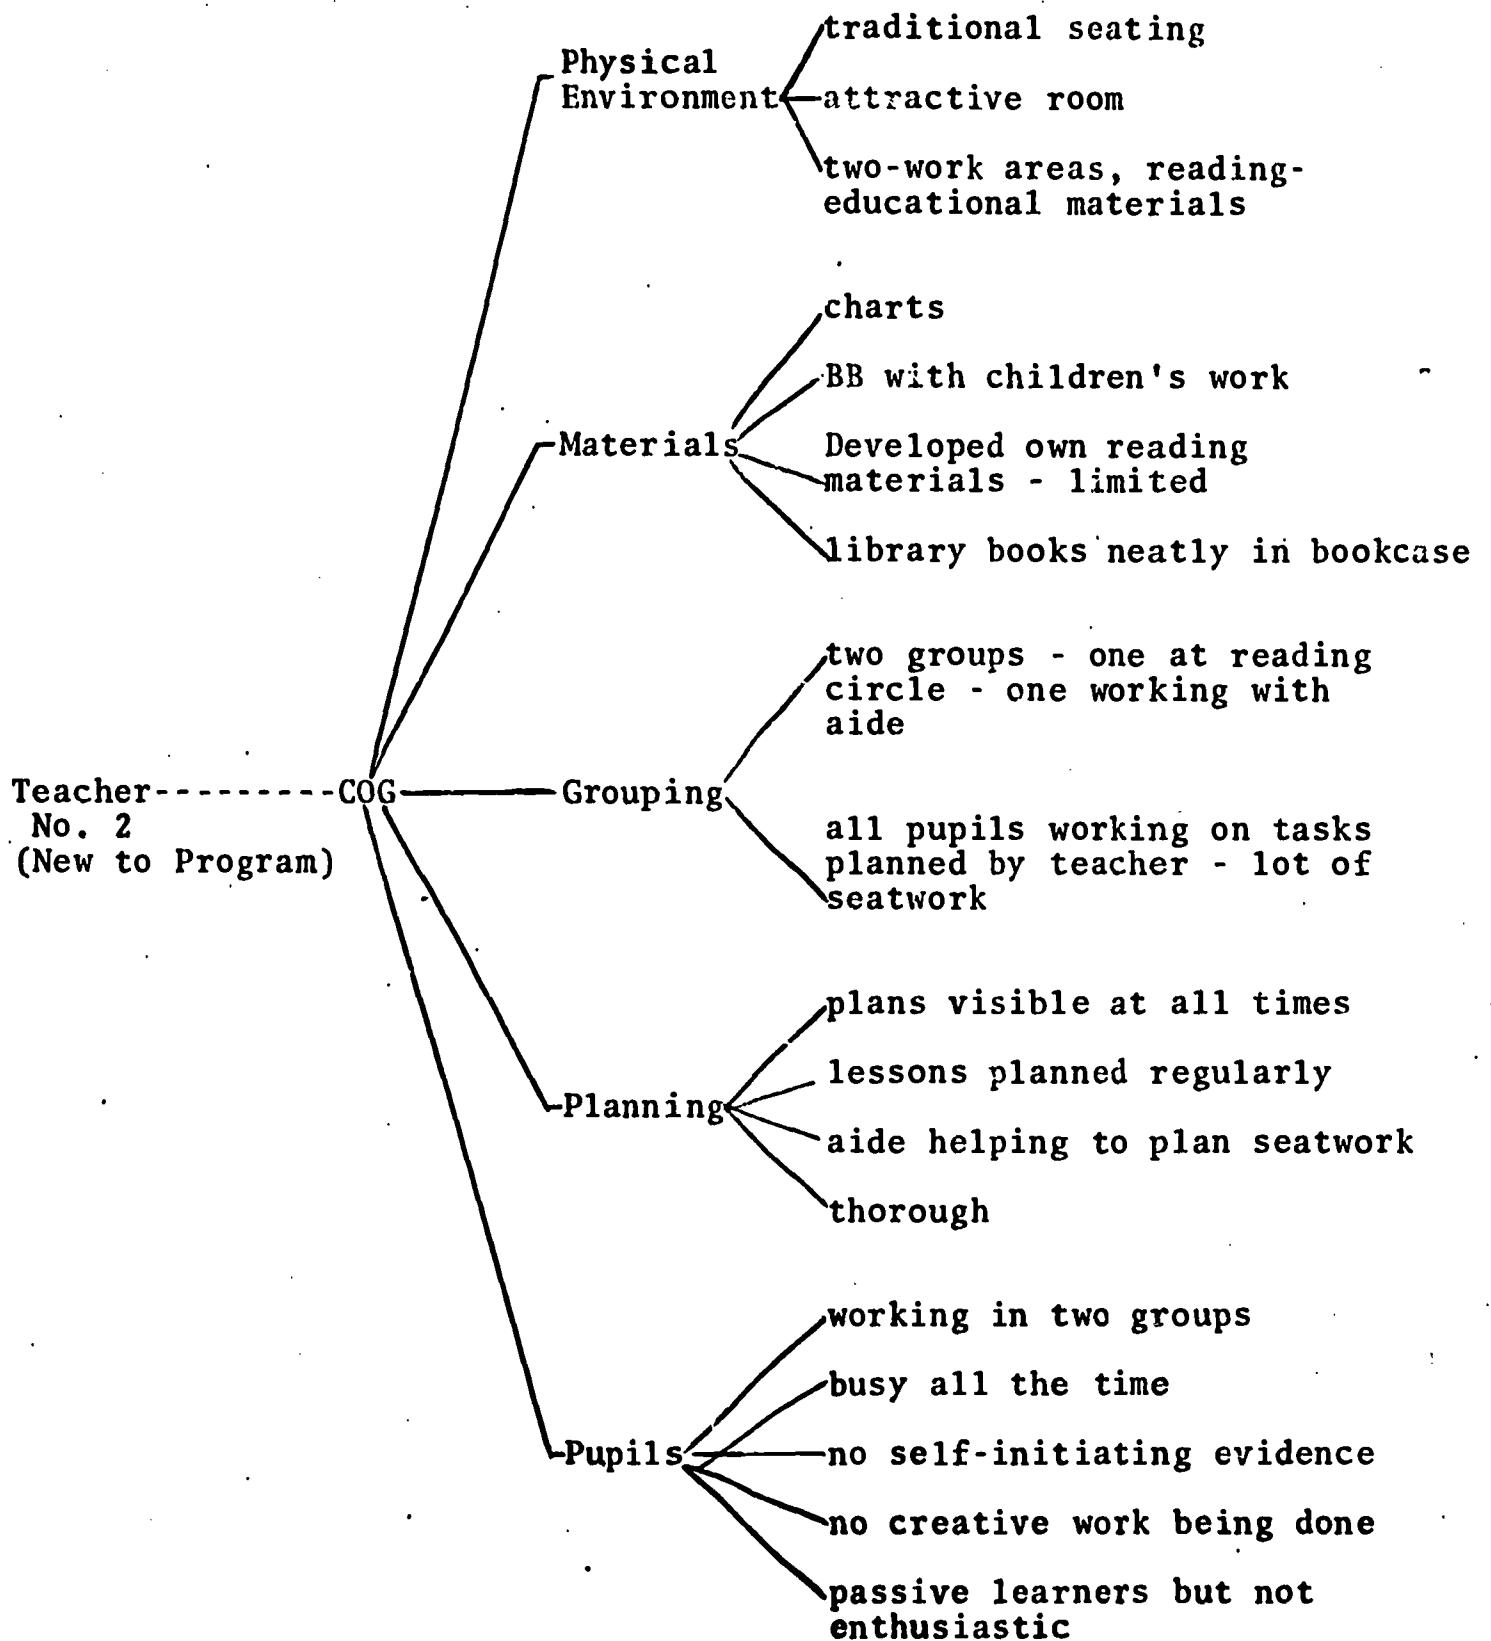 traditional seating
Physical
Environment
attractive room
two-work areas, reading-
educational materials
charts
BB with children's work
Materials
Developed own reading
materials - limited
library books neatly in bookcase
two groups - one at reading
circle - one working with
aide
Teacher---------COG
No. 2
(New to Program)
Grouping
all pupils working on tasks
planned by teacher - lot of
seatwork
plans visible at all times
lessons planned regularly
Planning
aide helping to plan seatwork
thorough
working in two groups
busy all the time
Pupils
no self-initiating evidence
no creative work being done
passive learners but not
enthusiastic